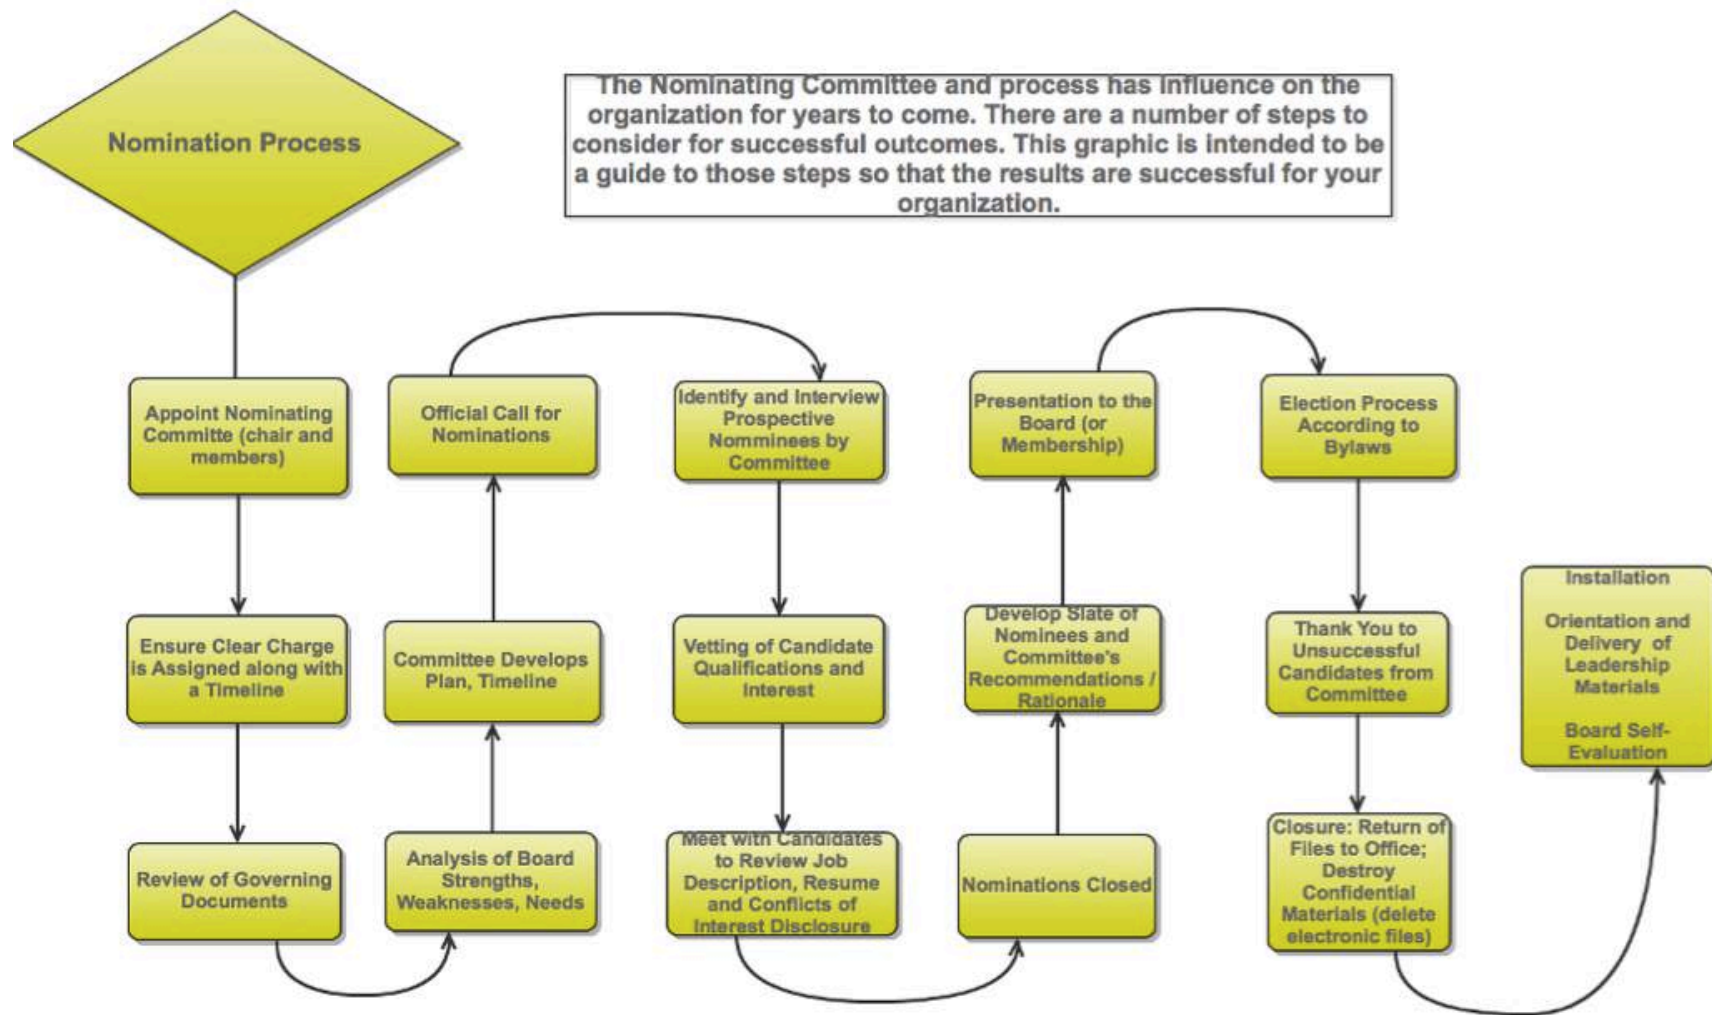 Nomination Process
The Nominating Committee and process has influence on the
organization for years to come. There are a number of steps to
consider for successful outcomes. This graphic is intended to be
a guide to those steps so that the results are successful for your
organization.
Appoint Nominating
Committe (chair and
members)
Ensure Clear Charge
is Assigned along with
a Timeline
Review of Governing
Documents
Analysis of Board
Strengths,
Weaknesses, Needs
Committee Develops
Plan, Timeline
Official Call for
Nominations
Identify and Interview
Prospective
Nomminees by
Committee
Vetting of Candidate
Qualifications and
Interest
Meet with Candidates
to Review Job
Description, Resume
and Conflicts of
Interest Disclosure
Nominations Closed
Develop Slate of
Nominees and
Committee's
Recommendations /
Rationale
Presentation to the
Board (or
Membership)
Election Process
According to
Bylaws
Thank You to
Unsuccessful
Candidates from
Committee
Closure: Return of
Files to Office;
Destroy
Confidential
Materials (delete
electronic files)
Installation
Orientation and
Delivery of
Leadership
Materials
Board Self-
Evaluation